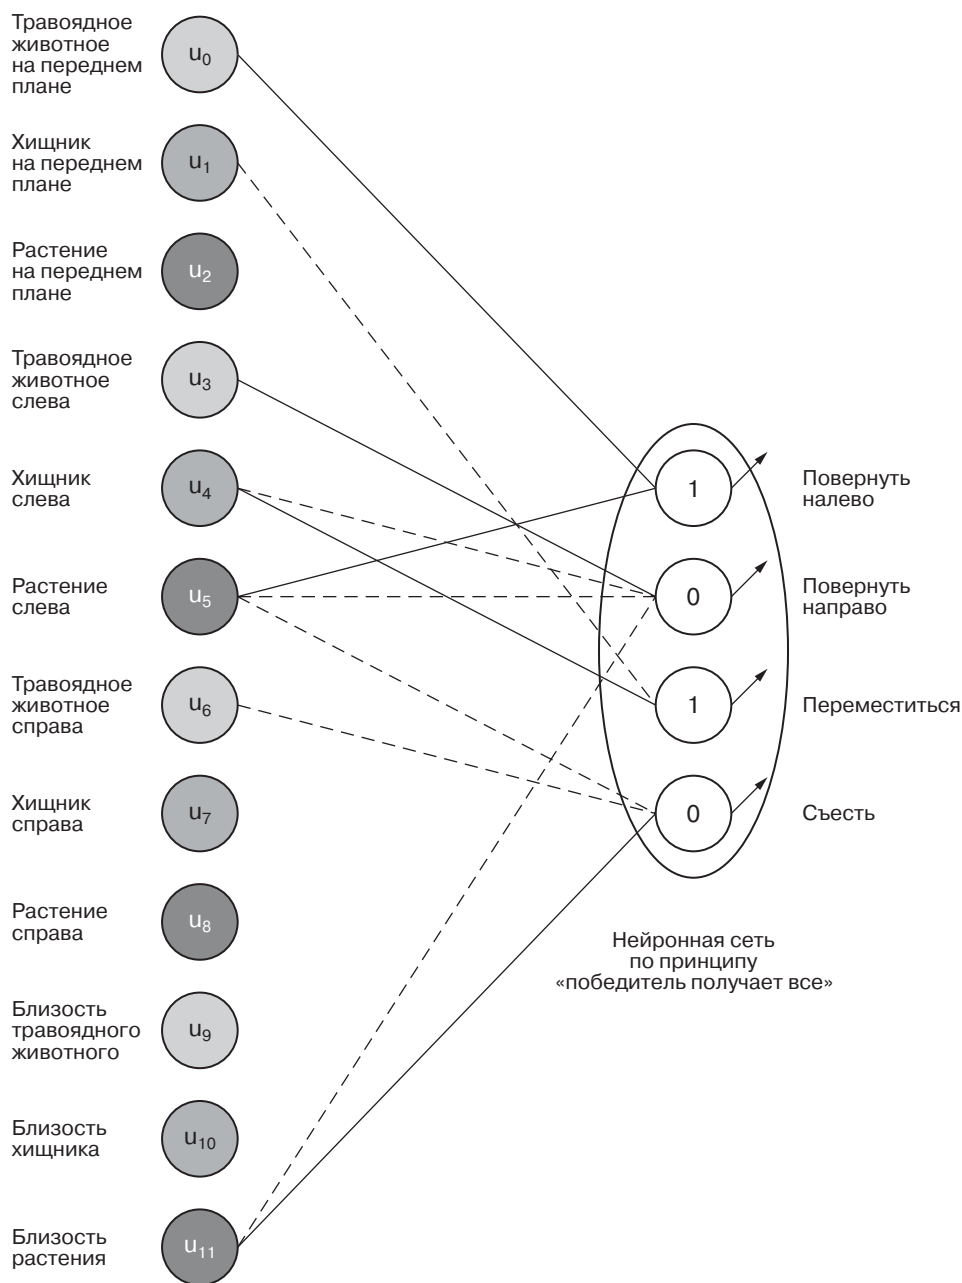 Травоядное
животное
на переднем
плане
u0
Хищник
на переднем
плане
u1
Растение
на переднем
плане
u2
Травоядное
животное
слева
u3
Хищник
слева
u4
1
Повернуть
налево
Растение
слева
u5
0
Повернуть
направо
Травоядное
животное
справа
u6
1
Переместиться
Хищник
справа
u7
0
Съесть
Растение
справа
u8
Нейронная сеть
по принципу
«победитель получает все»
Близость
травоядного
животного
u9
Близость
хищника
u10
Близость
растения
u11